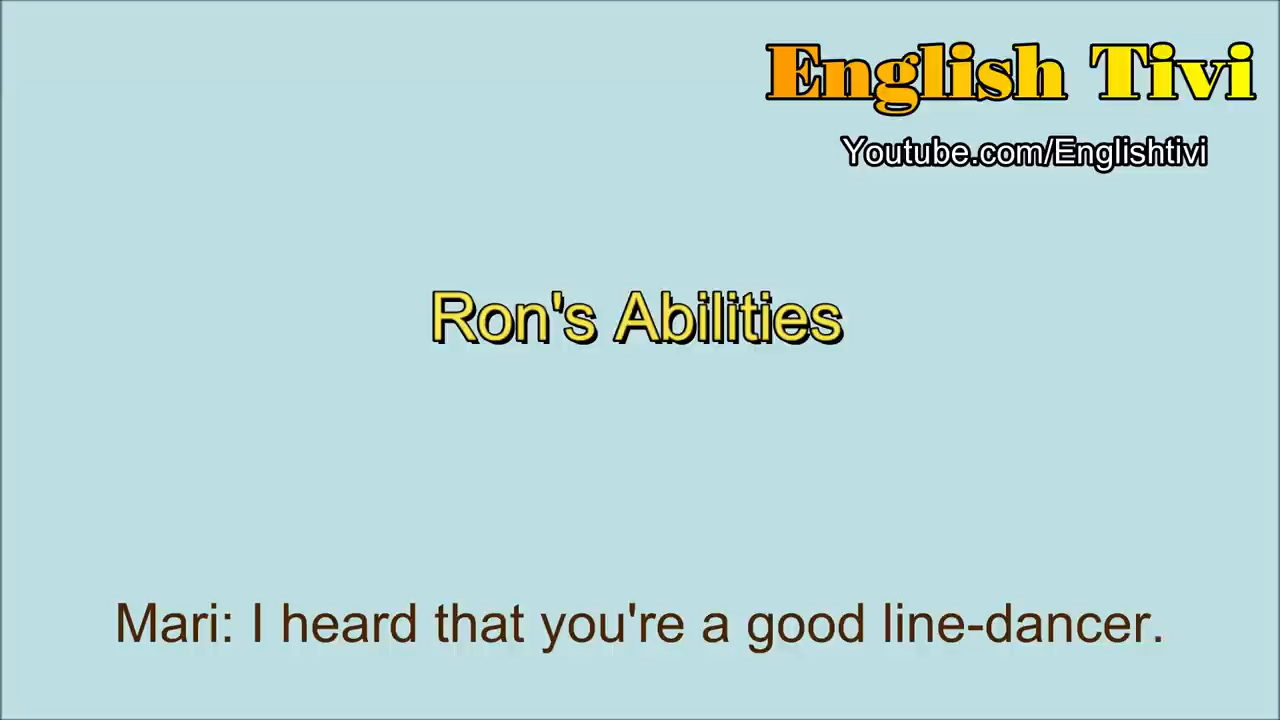 English Tivi
Youtube.com/Englishtivi
Ron's Abilities
Mari: I heard that you're a good line-dancer.